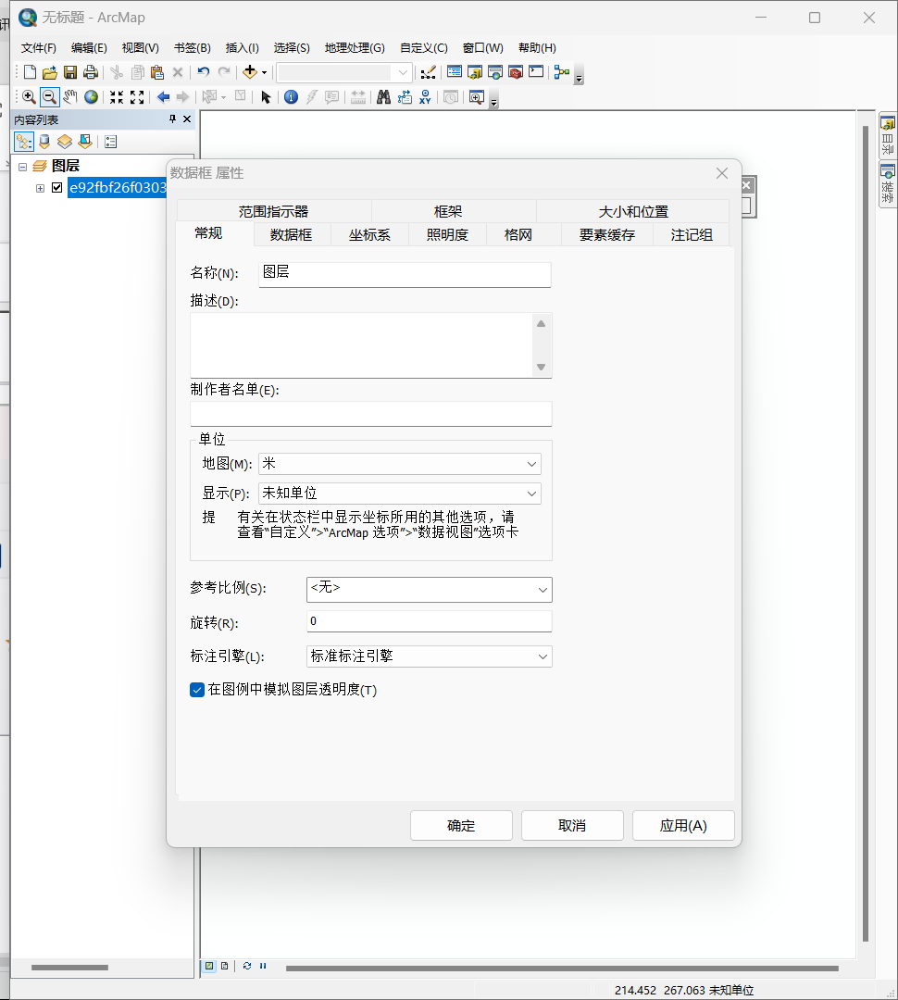 无标题 - ArcMap
文件(F) 编辑(E) 视图(V) 书签(B) 插入(I) 选择(S) 地理处理(G) 自定义(C) 窗口(W) 帮助(H)
内容列表
图层
e92fbf26f0303
目录
搜索
数据框 属性
范围指示器 框架 大小和位置
常规 数据框 坐标系 照明度 格网 要素缓存 注记组
名称(N): 图层
描述(D):
制作者名单(E):
单位
地图(M): 米
显示(P): 未知单位
提 有关在状态栏中显示坐标所用的其他选项，请
查看“自定义”>“ArcMap 选项”>“数据视图”选项卡
参考比例(S): <无>
旋转(R): 0
标注引擎(L): 标准标注引擎
在图例中模拟图层透明度(T)
确定 取消 应用(A)
214.452 267.063 未知单位